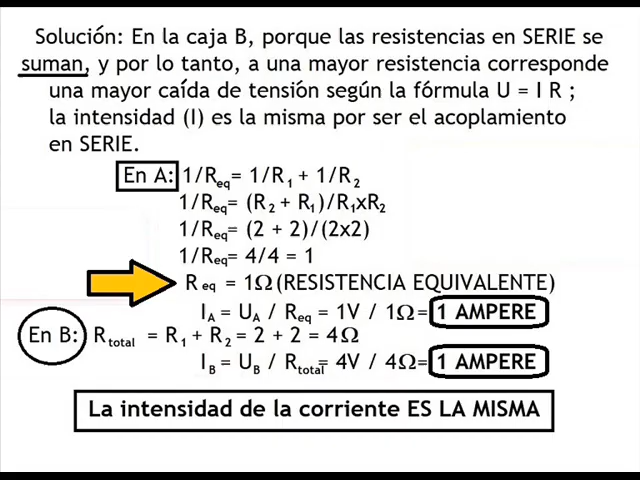 Solución: En la caja B, porque las resistencias en SERIE se
suman, y por lo tanto, a una mayor resistencia corresponde
una mayor caída de tensión según la fórmula U = I R ;
la intensidad (I) es la misma por ser el acoplamiento
en SERIE.
En A: 1/Req= 1/R1 + 1/R2
1/Req= (R2 + R1)/R1xR2
1/Req= (2 + 2)/(2x2)
1/Req= 4/4 = 1
Req = 1Ω (RESISTENCIA EQUIVALENTE)
IA = UA / Req = 1V / 1Ω= 1 AMPERE
En B: Rtotal = R1 + R2 = 2 + 2 = 4Ω
IB = UB / Rtotal= 4V / 4Ω= 1 AMPERE
La intensidad de la corriente ES LA MISMA